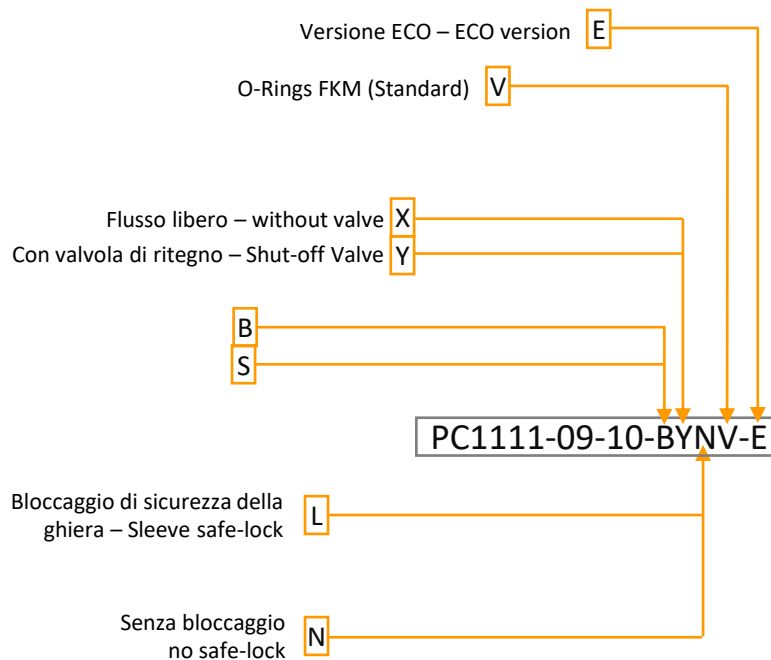 Versione ECO – ECO version E
O-Rings FKM (Standard) V
Flusso libero – without valve X
Con valvola di ritegno – Shut-off Valve Y
B
S
PC1111-09-10-BYNV-E
Bloccaggio di sicurezza della
ghiera – Sleeve safe-lock L
Senza bloccaggio
no safe-lock N